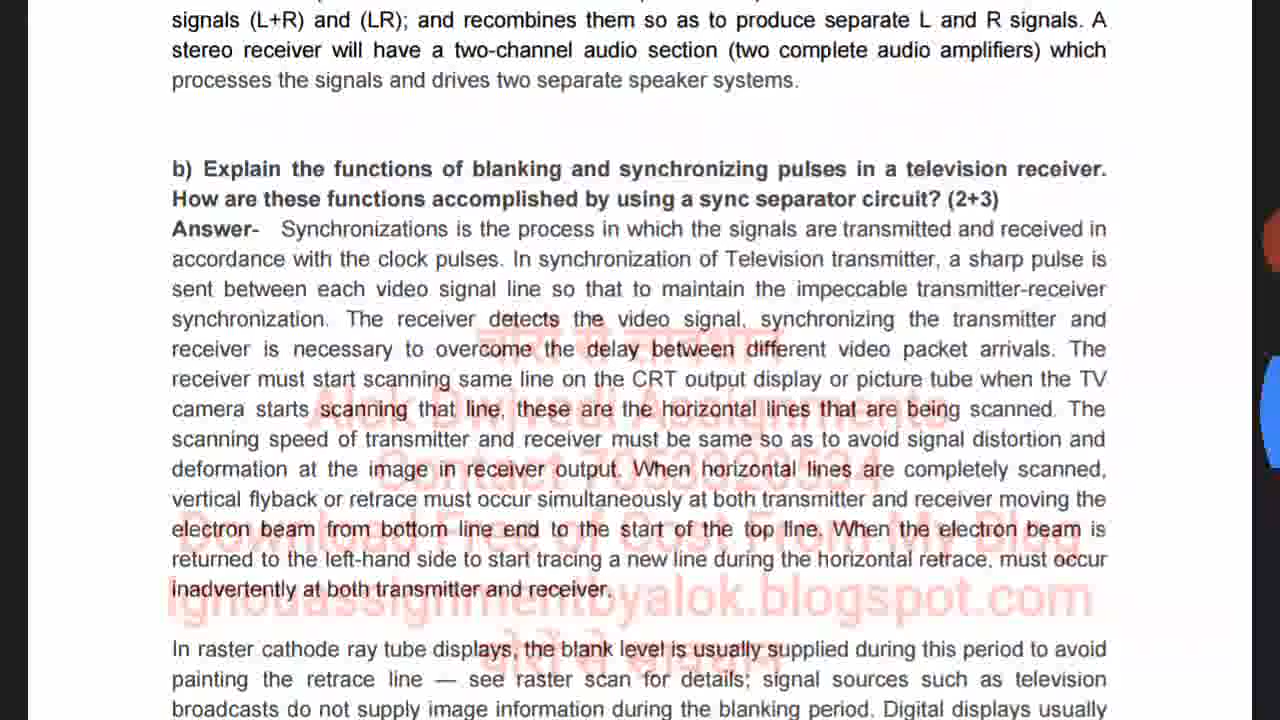 signals (L+R) and (LR); and recombines them so as to produce separate L and R signals. A
stereo receiver will have a two-channel audio section (two complete audio amplifiers) which
processes the signals and drives two separate speaker systems.
b) Explain the functions of blanking and synchronizing pulses in a television receiver.
How are these functions accomplished by using a sync separator circuit? (2+3)
Answer- Synchronizations is the process in which the signals are transmitted and received in
accordance with the clock pulses. In synchronization of Television transmitter, a sharp pulse is
sent between each video signal line so that to maintain the impeccable transmitter-receiver
synchronization. The receiver detects the video signal, synchronizing the transmitter and
receiver is necessary to overcome the delay between different video packet arrivals. The
receiver must start scanning same line on the CRT output display or picture tube when the TV
camera starts scanning that line, these are the horizontal lines that are being scanned. The
scanning speed of transmitter and receiver must be same so as to avoid signal distortion and
deformation at the image in receiver output. When horizontal lines are completely scanned,
vertical flyback or retrace must occur simultaneously at both transmitter and receiver moving the
electron beam from bottom line end to the start of the top line. When the electron beam is
returned to the left-hand side to start tracing a new line during the horizontal retrace, must occur
inadvertently at both transmitter and receiver.
In raster cathode ray tube displays, the blank level is usually supplied during this period to avoid
painting the retrace line — see raster scan for details; signal sources such as television
broadcasts do not supply image information during the blanking period. Digital displays usually
चोरों से सावधान
Alok Dwivedi Assignments
Contact
Download Free of Cost From My Blog
Ignouassignmentbyalok.blogspot.com
चोरों से सावधान